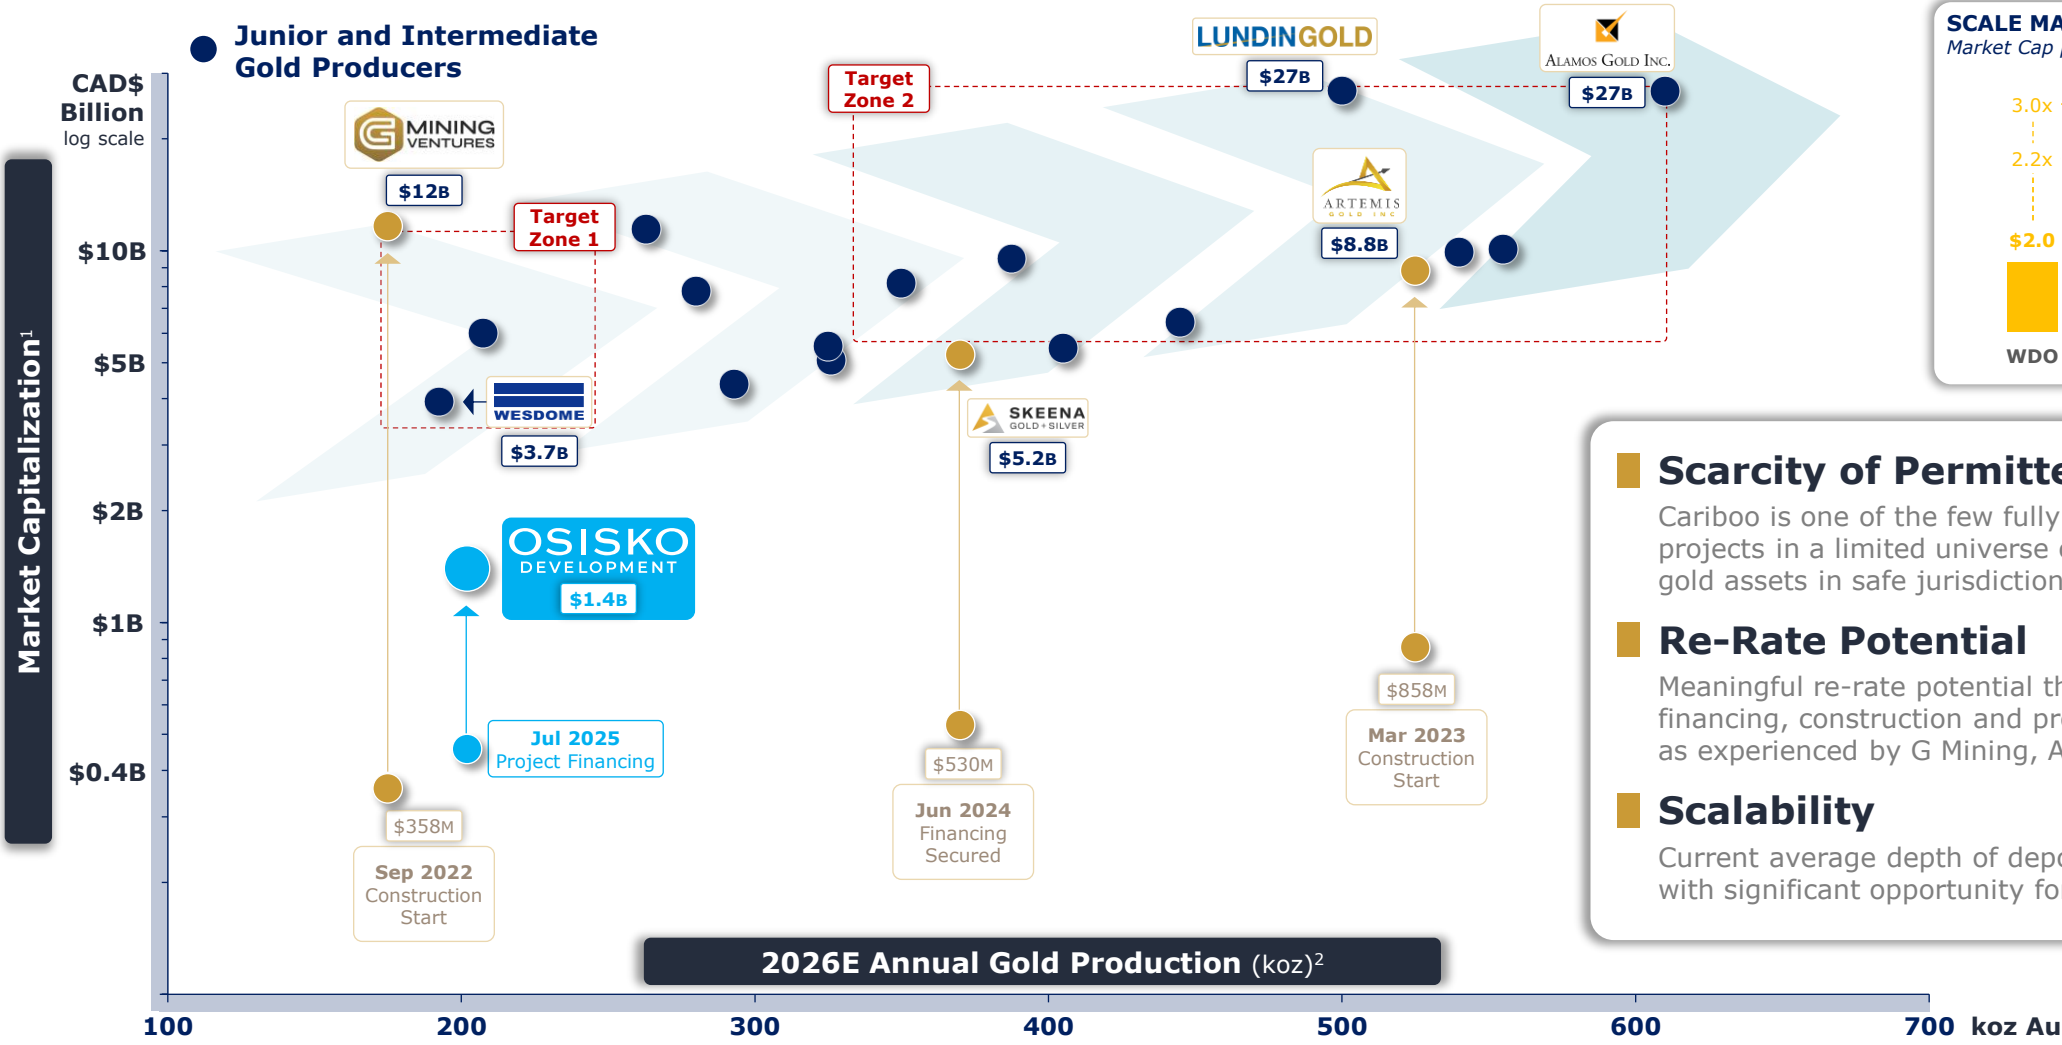 Junior and Intermediate
Gold Producers
CAD$
Billion
log scale
$10B
$5B
$2B
$1B
$0.4B
Market Capitalization¹
G MINING
VENTURES
$12B
Target
Zone 1
WESDOME
$3.7B
OSISKO
DEVELOPMENT
$1.4B
Jul 2025
Project Financing
$358M
Sep 2022
Construction
Start
Target
Zone 2
LUNDINGOLD
$27B
ALAMOS GOLD INC.
$27B
ARTEMIS
GOLD INC
$8.8B
SKEENA
GOLD+SILVER
$5.2B
$530M
Jun 2024
Financing
Secured
$858M
Mar 2023
Construction
Start
SCALE MA
Market Cap
3.0x
2.2x
$2.0
WDO
Scarcity of Permitte
Cariboo is one of the few fully
projects in a limited universe
gold assets in safe jurisdiction
Re-Rate Potential
Meaningful re-rate potential th
financing, construction and pr
as experienced by G Mining, A
Scalability
Current average depth of depo
with significant opportunity fo
2026E Annual Gold Production (koz)²
100
200
300
400
500
600
700 koz Au